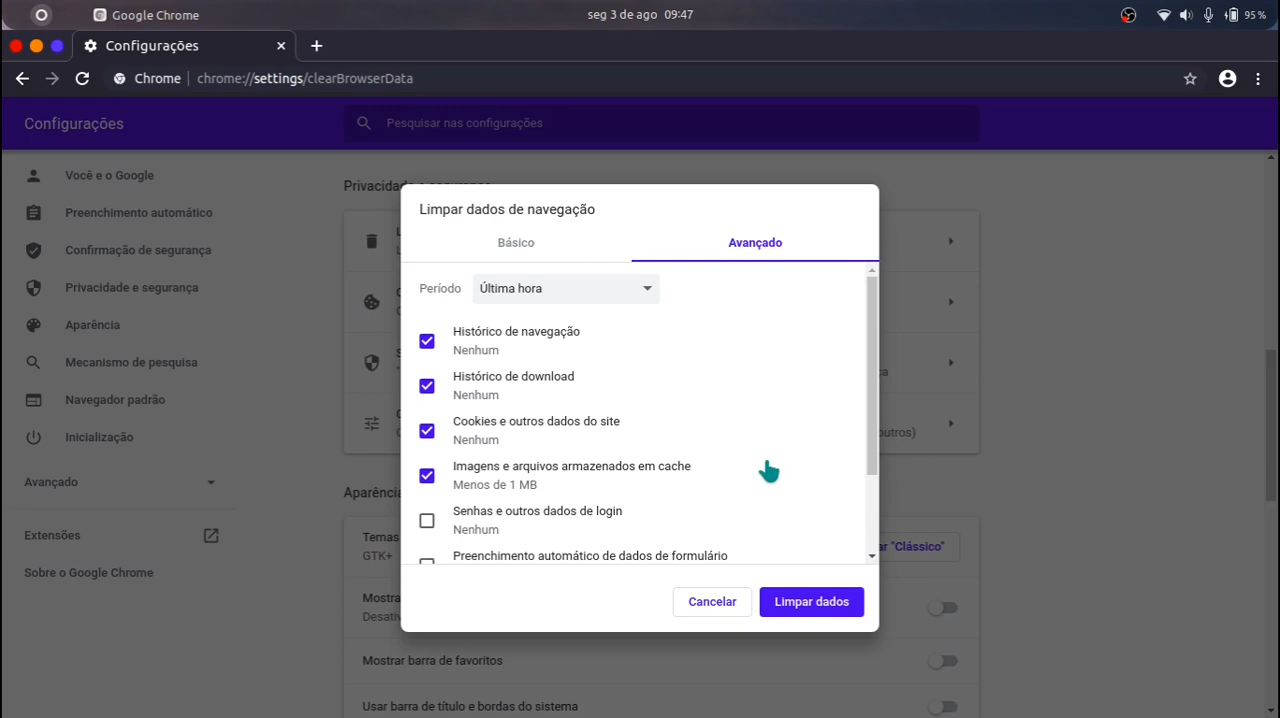 Google Chrome
seg 3 de ago 09:47
95 %
Configurações
Chrome
chrome://settings/clearBrowserData
Configurações
Pesquisar nas configurações
Você e o Google
Preenchimento automático
Confirmação de segurança
Privacidade e segurança
Aparência
Mecanismo de pesquisa
Navegador padrão
Inicialização
Avançado
Extensões
Sobre o Google Chrome
Limpar dados de navegação
Básico
Avançado
Período
Última hora
Histórico de navegação
Nenhum
Histórico de download
Nenhum
Cookies e outros dados do site
Nenhum
Imagens e arquivos armazenados em cache
Menos de 1 MB
Senhas e outros dados de login
Nenhum
Preenchimento automático de dados de formulário
Cancelar
Limpar dados
outros)
Temas
GTK+
"Clássico"
Mostrar barra de favoritos
Usar barra de título e bordas do sistema